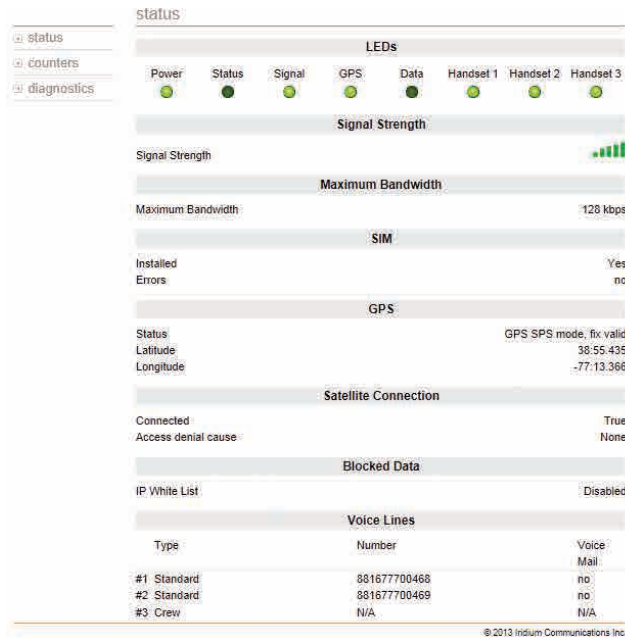 status
status
counters
diagnostics
LEDs
Power Status Signal GPS Data Handset 1 Handset 2 Handset 3
Signal Strength
Signal Strength
Maximum Bandwidth
Maximum Bandwidth 128 kbps
SIM
Installed Yes
Errors no
GPS
Status GPS SPS mode, fix valid
Latitude 38:55.435
Longitude -77:13.366
Satellite Connection
Connected True
Access denial cause None
Blocked Data
IP White List Disabled
Voice Lines
Type Number Voice
Mail
#1 Standard 881677700468 no
#2 Standard 881677700469 no
#3 Crew N/A N/A
© 2013 Iridium Communications Inc.